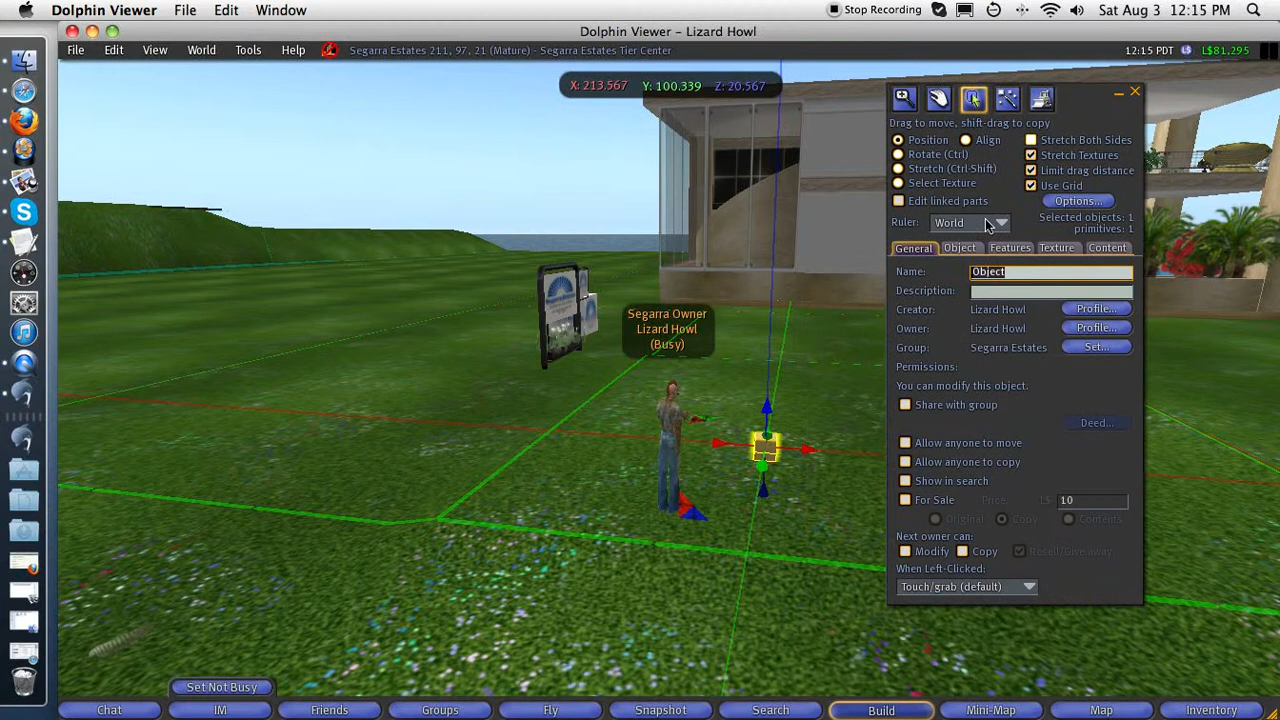 Dolphin Viewer File Edit Window Stop Recording Sat Aug 3 12:15 PM
Dolphin Viewer – Lizard Howl
File Edit View World Tools Help Segarra Estates 211, 97, 21 (Mature) - Segarra Estates Tier Center 12:15 PDT L$ L$81,295
X: 213.567 Y: 100.339 Z: 20.567
Drag to move, shift-drag to copy
Position Align Stretch Both Sides
Rotate (Ctrl) Stretch Textures
Stretch (Ctrl-Shift) Limit drag distance
Select Texture Use Grid
Edit linked parts Options...
Ruler: World Selected objects: 1
primitives: 1
General Object Features Texture Content
Name: Object
Description:
Creator: Lizard Howl Profile...
Owner: Lizard Howl Profile...
Group: Segarra Estates Set...
Permissions:
You can modify this object.
Share with group
Deed...
Allow anyone to move
Allow anyone to copy
Show in search
For Sale Price: L$ 10
Original Copy Contents
Next owner can:
Modify Copy Resell/Give away
When Left-Clicked:
Touch/grab (default)
Segarra Owner
Lizard Howl
(Busy)
Set Not Busy
Chat IM Friends Groups Fly Snapshot Search Build Mini-Map Map Inventory